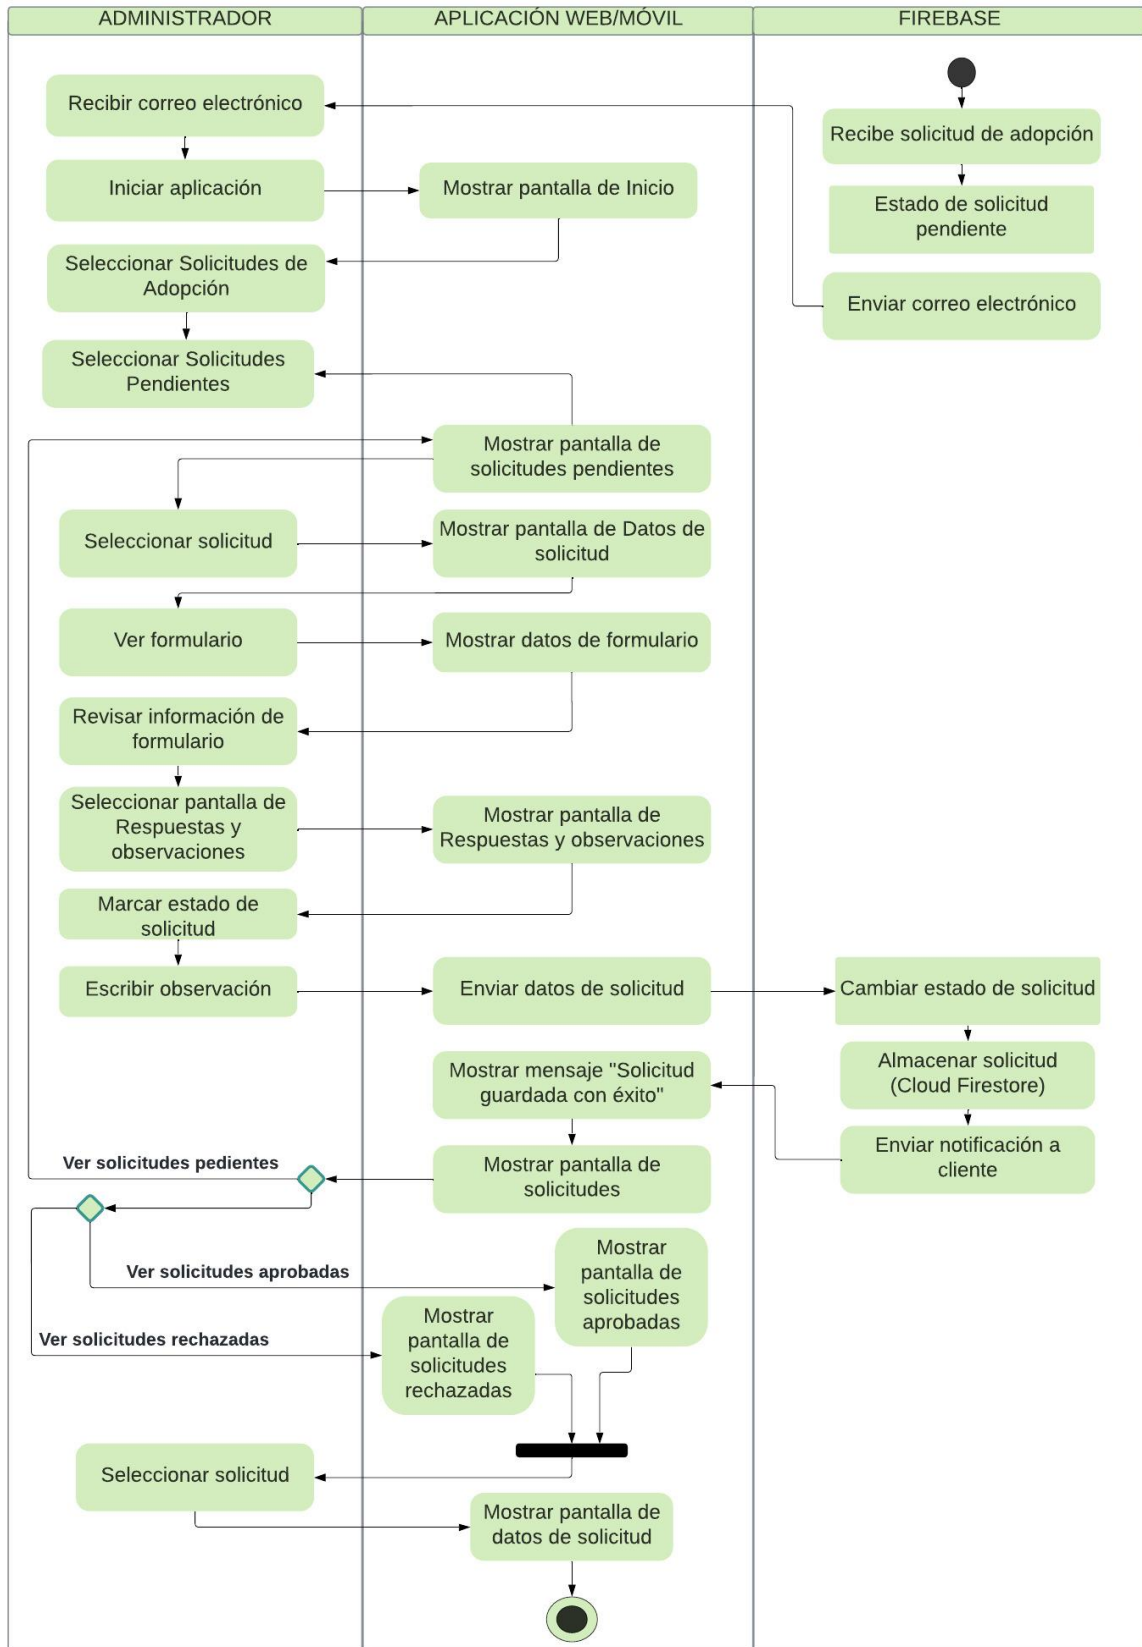 ADMINISTRADOR
APLICACIÓN WEB/MÓVIL
FIREBASE
Recibir correo electrónico
Recibe solicitud de adopción
Iniciar aplicación
Mostrar pantalla de Inicio
Estado de solicitud
pendiente
Seleccionar Solicitudes de
Adopción
Enviar correo electrónico
Seleccionar Solicitudes
Pendientes
Mostrar pantalla de
solicitudes pendientes
Seleccionar solicitud
Mostrar pantalla de Datos de
solicitud
Ver formulario
Mostrar datos de formulario
Revisar información de
formulario
Seleccionar pantalla de
Respuestas y
observaciones
Mostrar pantalla de
Respuestas y observaciones
Marcar estado de
solicitud
Escribir observación
Enviar datos de solicitud
Cambiar estado de solicitud
Mostrar mensaje "Solicitud
guardada con éxito"
Almacenar solicitud
(Cloud Firestore)
Enviar notificación a
cliente
Ver solicitudes pedientes
Mostrar pantalla de
solicitudes
Ver solicitudes aprobadas
Mostrar
pantalla de
solicitudes
aprobadas
Ver solicitudes rechazadas
Mostrar
pantalla de
solicitudes
rechazadas
Seleccionar solicitud
Mostrar pantalla de
datos de solicitud